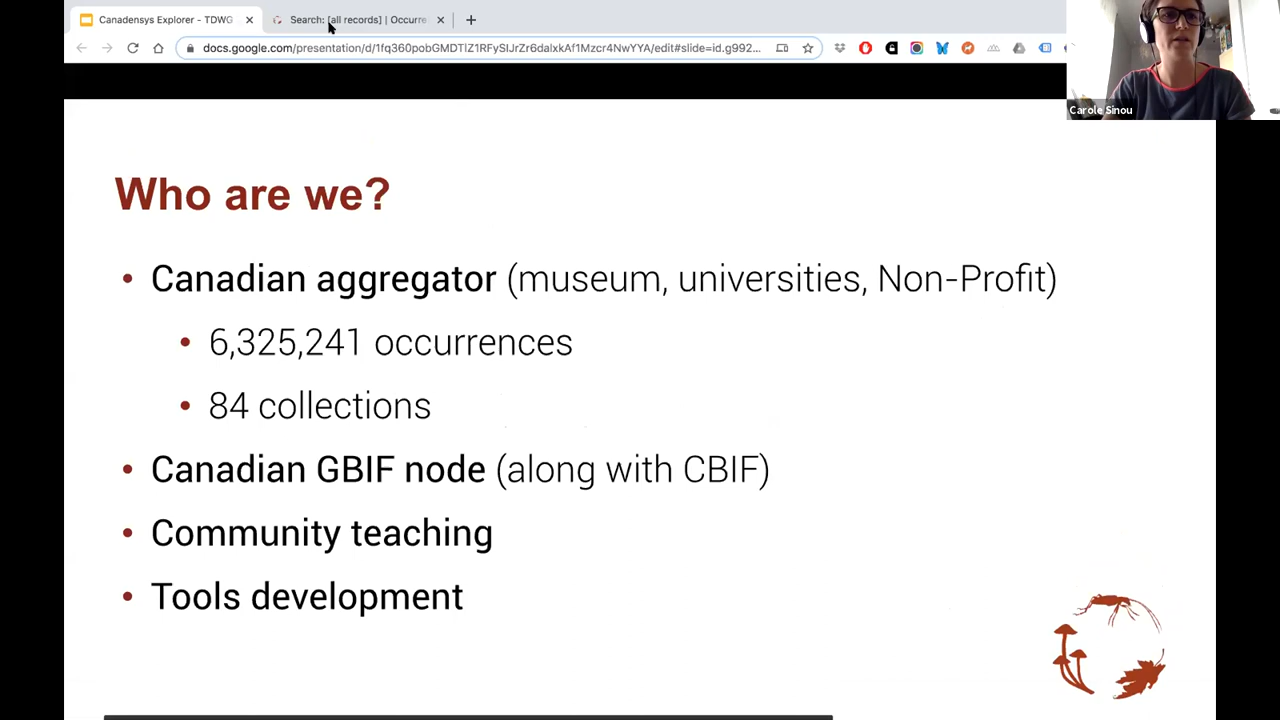 Canadensys Explorer - TDWG
Search: [all records] | Occurre
docs.google.com/presentation/d/1fq360pobGMDTlZ1RFySIJrZr6dalxkAf1Mzcr4NwYYA/edit#slide=id.g992...
Carole Sinou
Who are we?
• Canadian aggregator (museum, universities, Non-Profit)
• 6,325,241 occurrences
• 84 collections
• Canadian GBIF node (along with CBIF)
• Community teaching
• Tools development